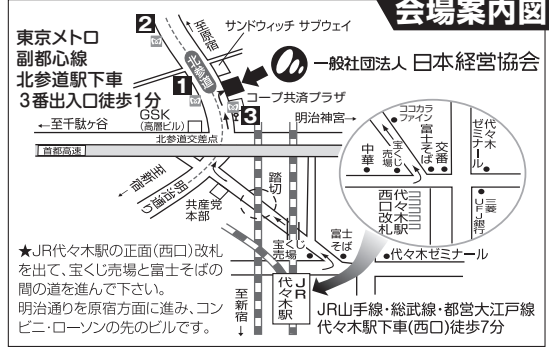 会場案内図
東京メトロ
副都心線
北参道駅下車
3番出入口徒歩1分
2
至原宿
サンドウィッチ サブウェイ
北参道
一般社団法人 日本経営協会
1
3
コープ共済プラザ
GSK
(高層ビル)
←至千駄ヶ谷
北参道交差点
明治神宮→
首都高速
至新宿
明治通り
共産党
本部
踏切
宝くじ
売場
富士
そば
代々木ゼミナール
JR
代々木駅
至新宿
ココカラ
ファイン
中華
宝くじ
売場
富士そば
交番
代々木
ゼミナール
代々木駅
西口改札
三菱
UFJ銀行
★JR代々木駅の正面(西口)改札
を出て、宝くじ売場と富士そばの
間の道を進んで下さい。
明治通りを原宿方面に進み、コン
ビニ・ローソンの先のビルです。
JR山手線・総武線・都営大江戸線
代々木駅下車(西口)徒歩7分